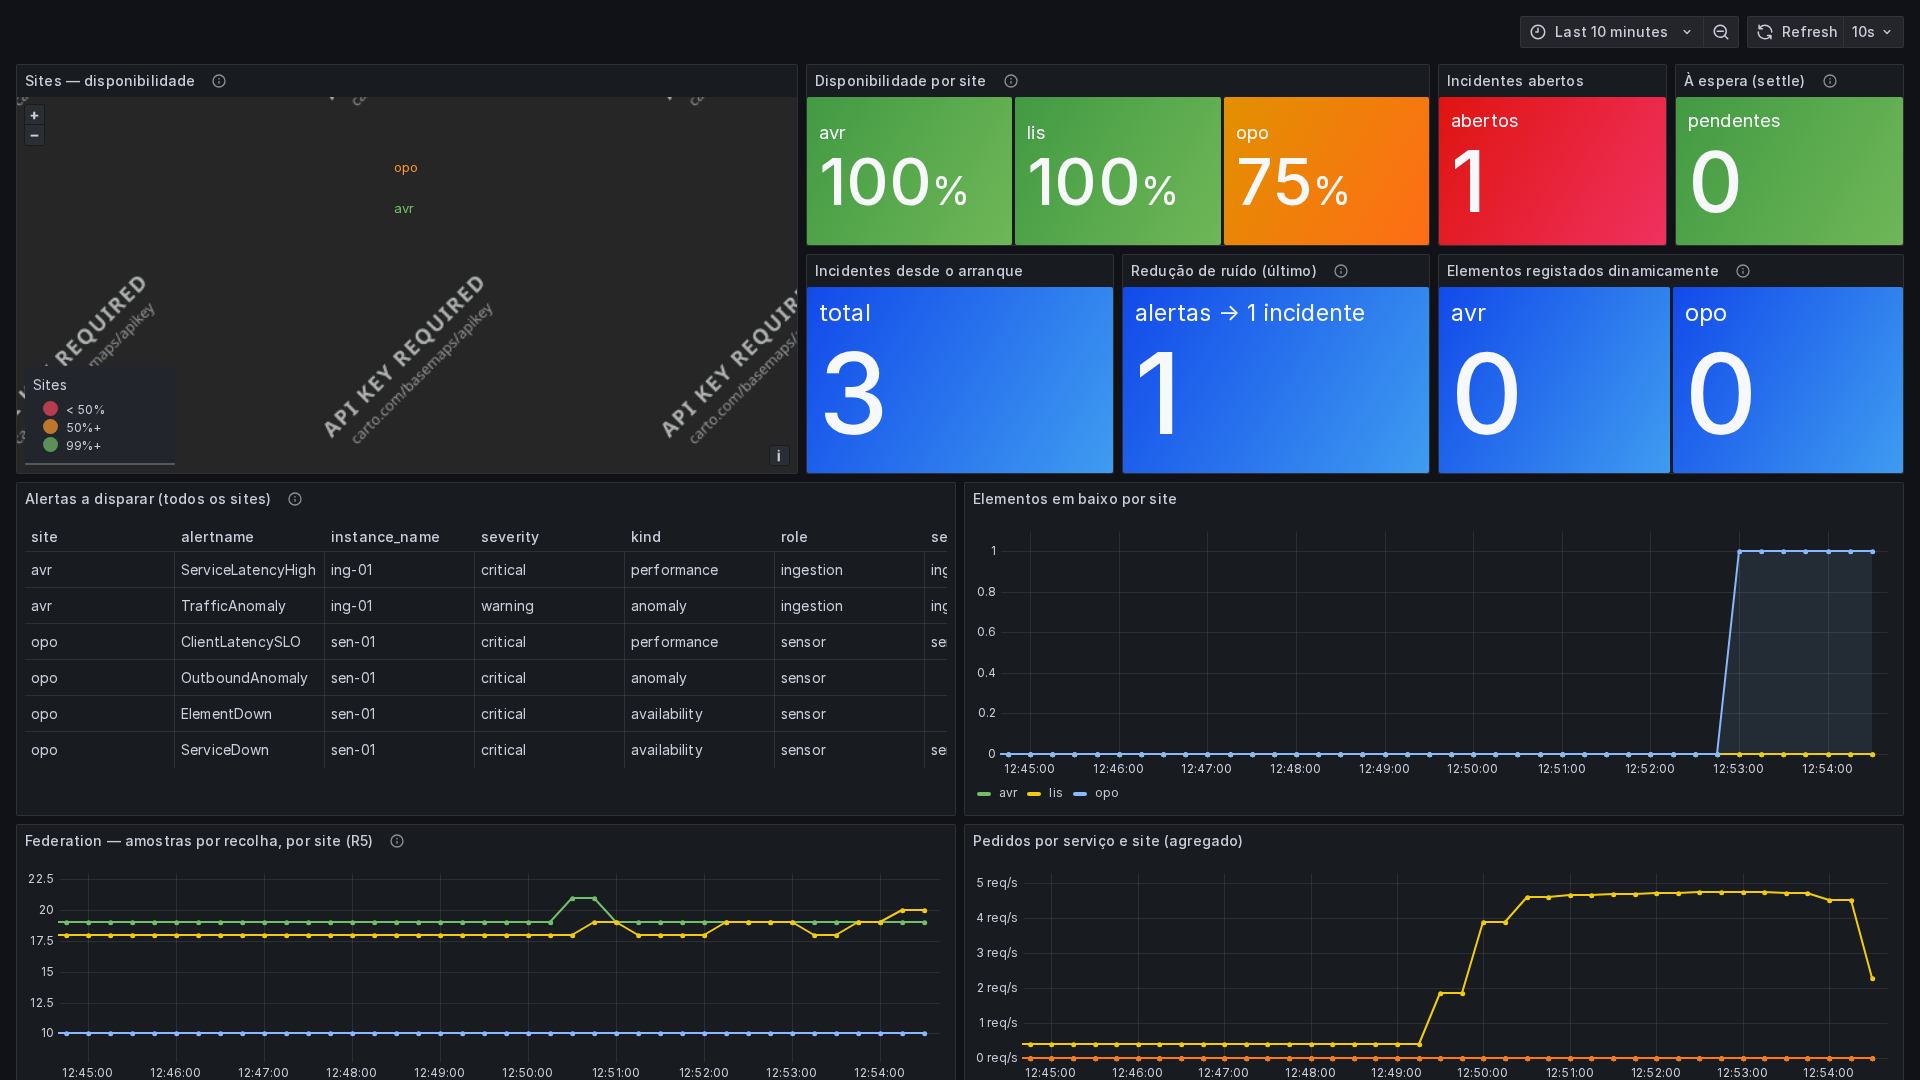 Last 10 minutes
Refresh
10s
Sites — disponibilidade
+
−
opo
avr
API KEY REQUIRED
carto.com/basemaps/apikey
API KEY REQUIRED
Sites
< 50%
50%+
99%+
i
Disponibilidade por site
avr
100%
lis
100%
opo
75%
Incidentes abertos
abertos
1
À espera (settle)
pendentes
0
Incidentes desde o arranque
total
3
Redução de ruído (último)
alertas → 1 incidente
1
Elementos registados dinamicamente
avr
0
opo
0
Alertas a disparar (todos os sites)
site alertname instance_name severity kind role se
avr ServiceLatencyHigh ing-01 critical performance ingestion ing
avr TrafficAnomaly ing-01 warning anomaly ingestion ing
opo ClientLatencySLO sen-01 critical performance sensor se
opo OutboundAnomaly sen-01 critical anomaly sensor
opo ElementDown sen-01 critical availability sensor
opo ServiceDown sen-01 critical availability sensor se
Elementos em baixo por site
1
0.8
0.6
0.4
0.2
0
12:45:00 12:46:00 12:47:00 12:48:00 12:49:00 12:50:00 12:51:00 12:52:00 12:53:00 12:54:00
avr lis opo
Federation — amostras por recolha, por site (R5)
22.5
20
17.5
15
12.5
10
12:45:00 12:46:00 12:47:00 12:48:00 12:49:00 12:50:00 12:51:00 12:52:00 12:53:00 12:54:00
Pedidos por serviço e site (agregado)
5 req/s
4 req/s
3 req/s
2 req/s
1 req/s
0 req/s
12:45:00 12:46:00 12:47:00 12:48:00 12:49:00 12:50:00 12:51:00 12:52:00 12:53:00 12:54:00